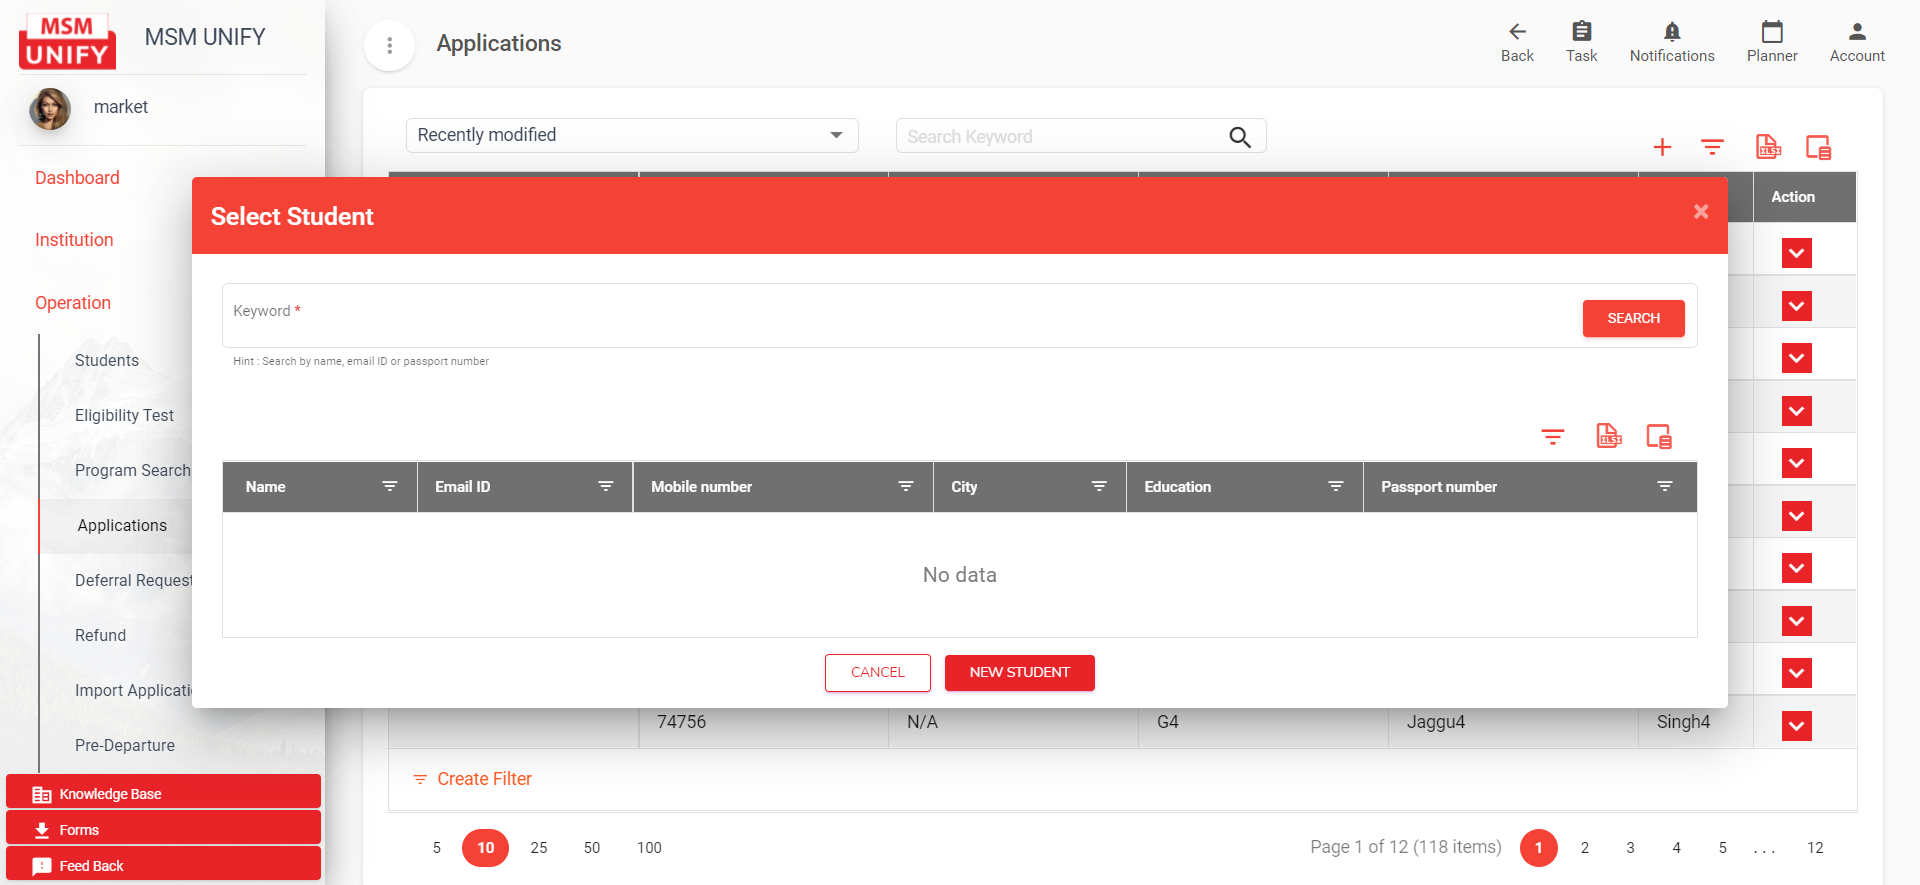 MSM
UNIFY
MSM UNIFY
market
Dashboard
Institution
Operation
Students
Eligibility Test
Program Search
Applications
Deferral Request
Refund
Import Applicati
Pre-Departure
Knowledge Base
Forms
Feed Back
Applications
Back
Task
Notifications
Planner
Account
Recently modified
Search Keyword
XLSX
Action
Select Student
×
Keyword *
SEARCH
Hint : Search by name, email ID or passport number
XLSX
Name
Email ID
Mobile number
City
Education
Passport number
No data
CANCEL
NEW STUDENT
74756 N/A G4 Jaggu4 Singh4
Create Filter
5 10 25 50 100
Page 1 of 12 (118 items) 1 2 3 4 5 . . . 12